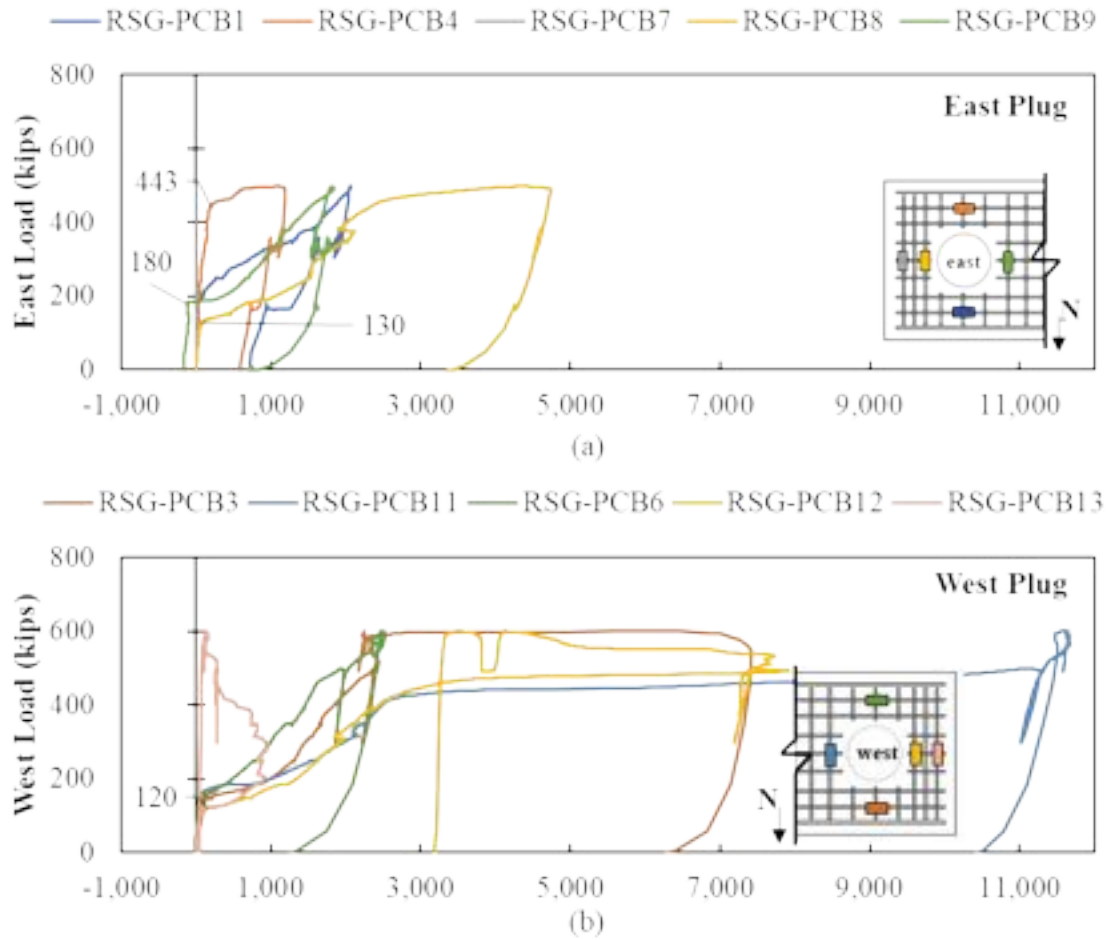 RSG-PCB1 RSG-PCB4 RSG-PCB7 RSG-PCB8 RSG-PCB9
East Load (kips)
800
600
400
200
0
443
180
130
East Plug
east
N
-1,000 1,000 3,000 5,000 7,000 9,000 11,000
(a)
RSG-PCB3 RSG-PCB11 RSG-PCB6 RSG-PCB12 RSG-PCB13
West Load (kips)
800
600
400
200
120
0
West Plug
west
N
-1,000 1,000 3,000 5,000 7,000 9,000 11,000
(b)